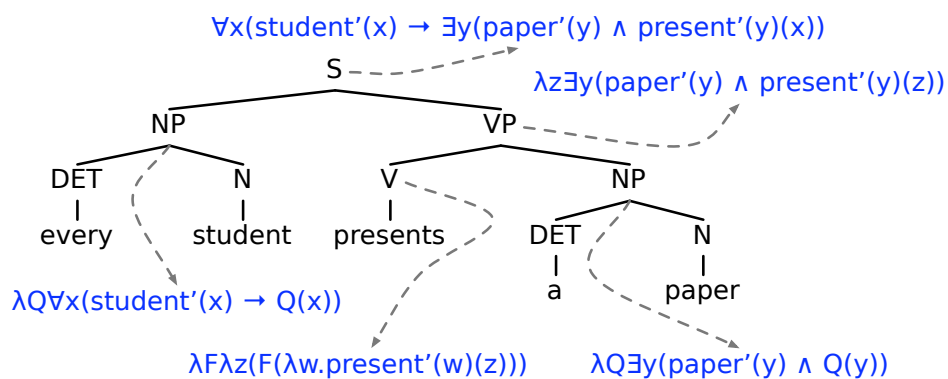 ∀x(student’(x) → ∃y(paper’(y) ∧ present’(y)(x))
S
λz∃y(paper’(y) ∧ present’(y)(z))
NP VP
DET N V NP
every student presents DET N
a paper
λQ∀x(student’(x) → Q(x))
λFλz(F(λw.present’(w)(z))) λQ∃y(paper’(y) ∧ Q(y))